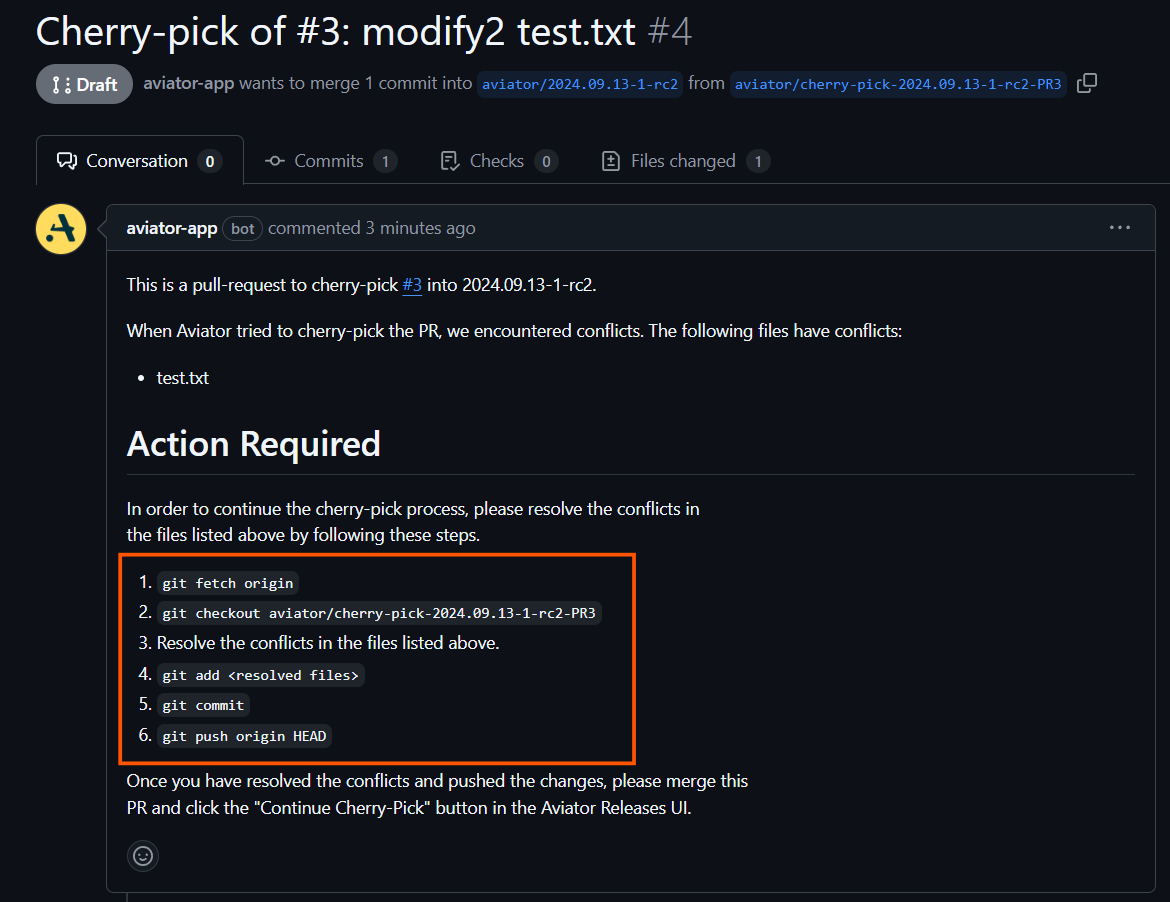 Cherry-pick of #3: modify2 test.txt #4
Draft aviator-app wants to merge 1 commit into aviator/2024.09.13-1-rc2 from aviator/cherry-pick-2024.09.13-1-rc2-PR3
Conversation 0 Commits 1 Checks 0 Files changed 1
aviator-app bot commented 3 minutes ago
This is a pull-request to cherry-pick #3 into 2024.09.13-1-rc2.
When Aviator tried to cherry-pick the PR, we encountered conflicts. The following files have conflicts:
• test.txt
Action Required
In order to continue the cherry-pick process, please resolve the conflicts in
the files listed above by following these steps.
1. git fetch origin
2. git checkout aviator/cherry-pick-2024.09.13-1-rc2-PR3
3. Resolve the conflicts in the files listed above.
4. git add <resolved files>
5. git commit
6. git push origin HEAD
Once you have resolved the conflicts and pushed the changes, please merge this
PR and click the "Continue Cherry-Pick" button in the Aviator Releases UI.